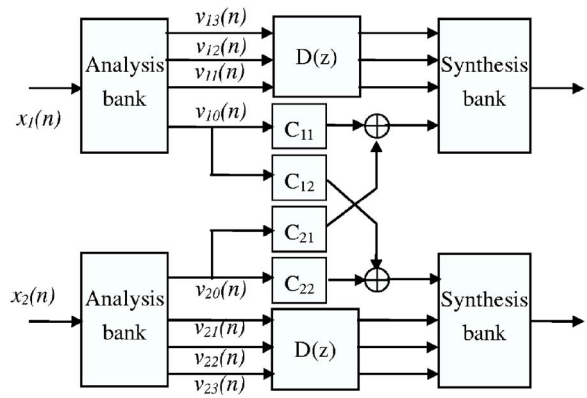 v13(n)
v12(n)
v11(n)
D(z)
Analysis
bank
Synthesis
bank
x1(n)
v10(n)
C11
C12
C21
C22
x2(n)
Analysis
bank
v20(n)
v21(n)
v22(n)
v23(n)
D(z)
Synthesis
bank